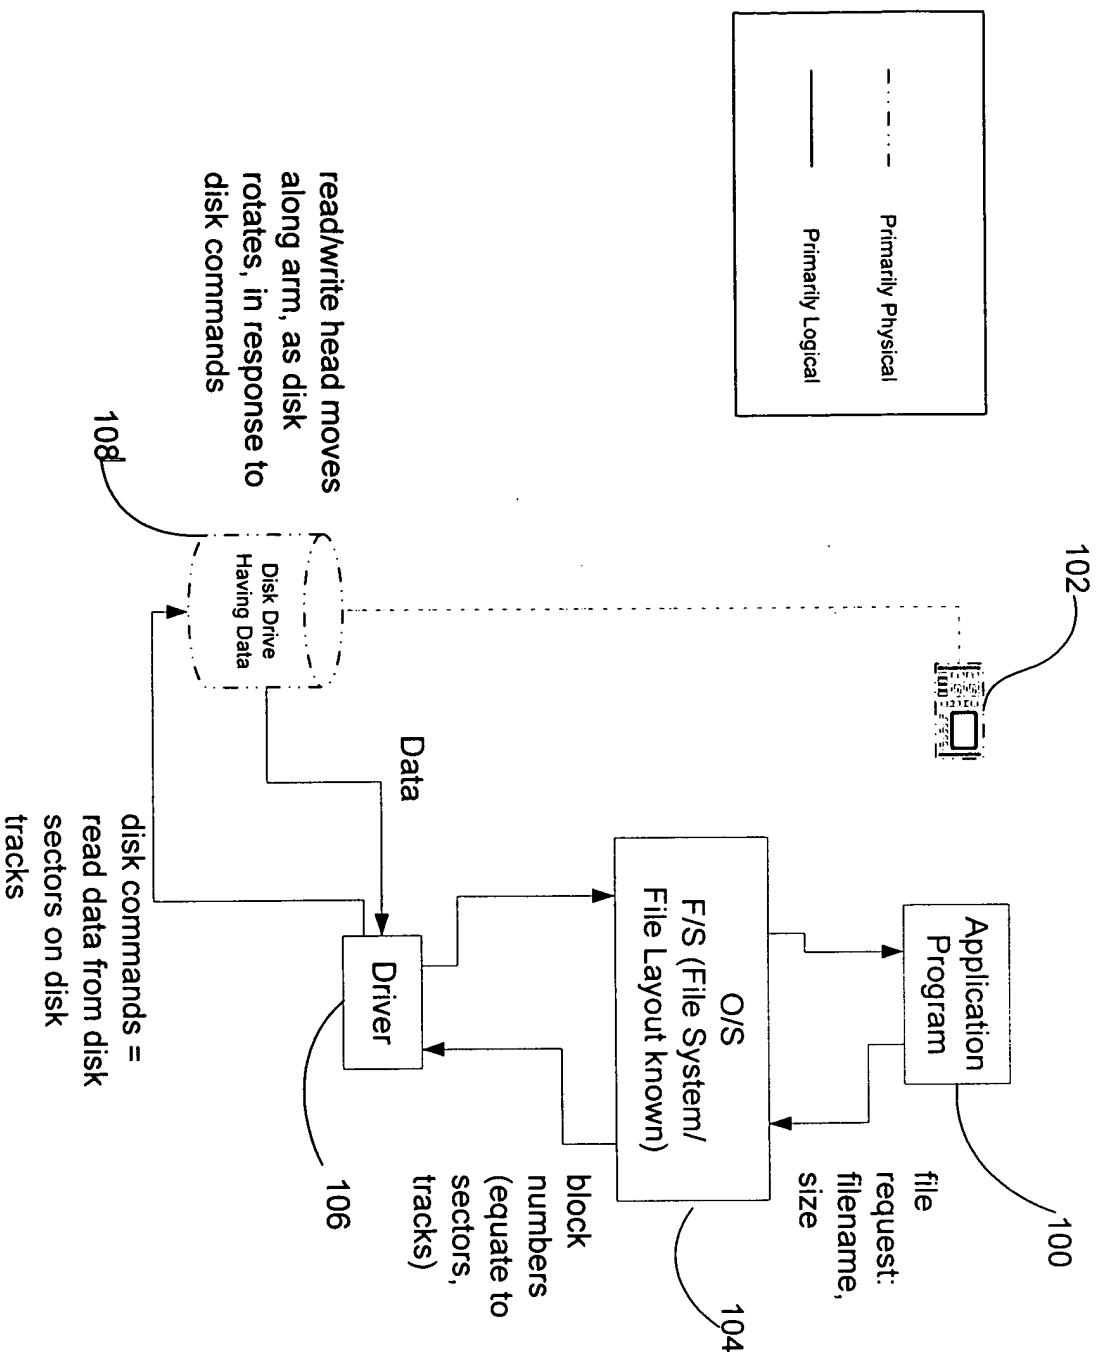 Primarily Physical
Primarily Logical
102
100
Application
Program
file
request:
filename,
size
O/S
F/S (File System/
File Layout known)
104
block
numbers
(equate to
sectors,
tracks)
Driver
106
Data
Disk Drive
Having Data
108
read/write head moves
along arm, as disk
rotates, in response to
disk commands
disk commands =
read data from disk
sectors on disk
tracks